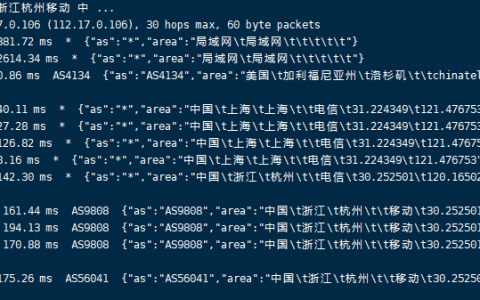 浙江杭州移动 中 ...
7.0.106 (112.17.0.106), 30 hops max, 60 byte packets
881.72 ms * {"as":"*","area":"局域网\t局域网\t\t\t\t\t"}
2614.34 ms * {"as":"*","area":"局域网\t局域网\t\t\t\t\t"}
0.86 ms AS4134 {"as":"AS4134","area":"美国\t加利福尼亚州\t洛杉矶\t\tchinatel
40.11 ms * {"as":"*","area":"中国\t上海\t上海\t\t电信\t31.224349\t121.476753
27.28 ms * {"as":"*","area":"中国\t上海\t上海\t\t电信\t31.224349\t121.476753
126.82 ms * {"as":"*","area":"中国\t上海\t上海\t\t电信\t31.224349\t121.47675
3.16 ms * {"as":"*","area":"中国\t上海\t上海\t\t电信\t31.224349\t121.476753"
142.30 ms * {"as":"*","area":"中国\t浙江\t杭州\t\t电信\t30.252501\t120.16502
161.44 ms AS9808 {"as":"AS9808","area":"中国\t浙江\t杭州\t\t移动\t30.252501
194.13 ms AS9808 {"as":"AS9808","area":"中国\t浙江\t杭州\t\t移动\t30.252501
170.88 ms AS9808 {"as":"AS9808","area":"中国\t浙江\t杭州\t\t移动\t30.252501
175.26 ms AS56041 {"as":"AS56041","area":"中国\t浙江\t杭州\t\t移动\t30.2525